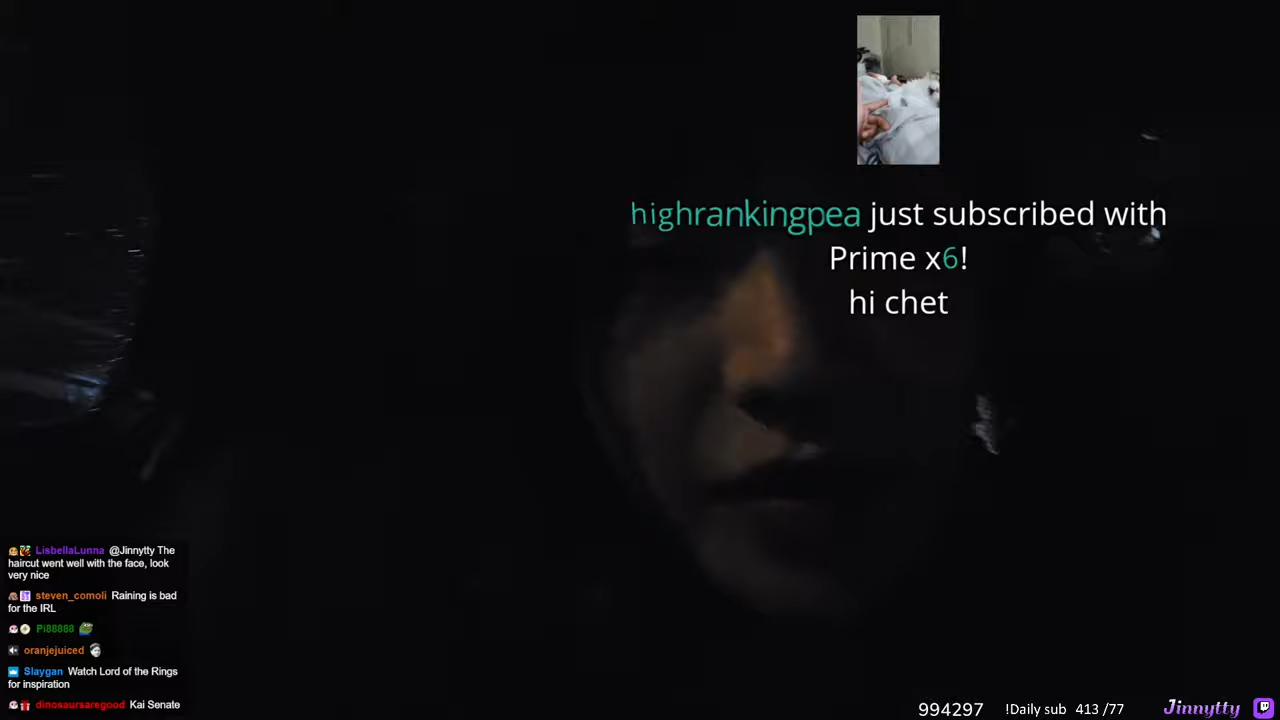 highrankingpea just subscribed with
Prime x6!
hi chet
LisbellaLunna @Jinnytty The
haircut went well with the face, look
very nice
steven_comoli Raining is bad
for the IRL
Pi88888
oranjejuiced
Slaygan Watch Lord of the Rings
for inspiration
dinosaursaregood Kai Senate
994297 !Daily sub 413 /77 Jinnytty